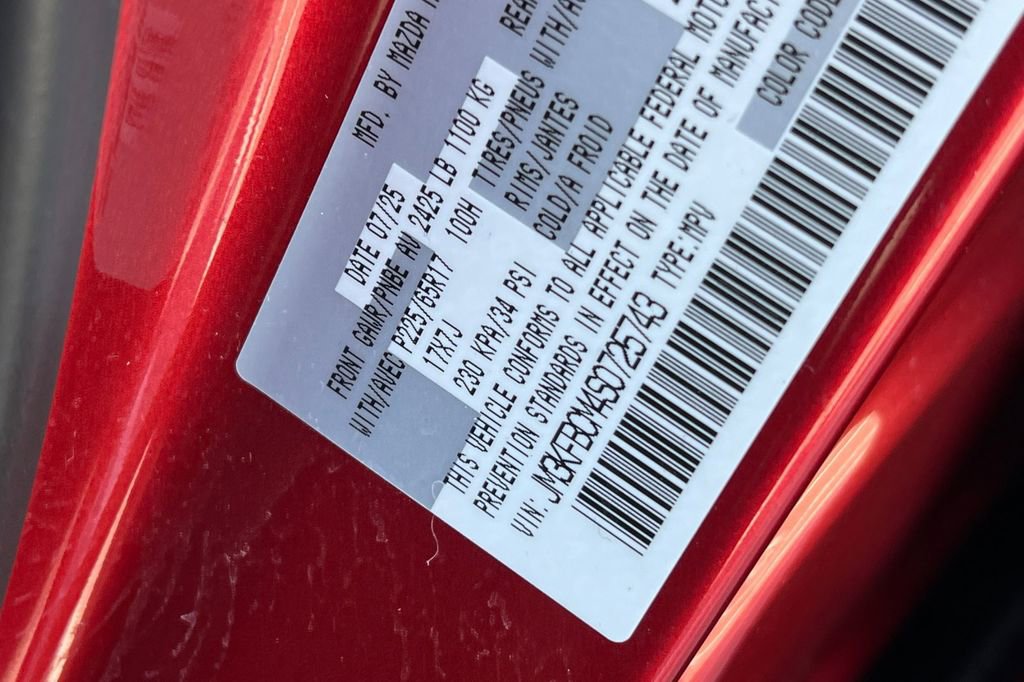 MFD. BY MAZDA
DATE 07/25
FRONT GAWR/PNBE AV 2425 LB 1100 KG
WITH/AVEC P225/65R17 100H TIRES/PNEUS WITH/
17X7J RIMS/JANTES
230 KPA/34 PSI COLD/A FROID
THIS VEHICLE CONFORMS TO ALL APPLICABLE FEDERAL
PREVENTION STANDARDS IN EFFECT ON THE DATE OF
VIN: JM3KFBCM4S0725743 TYPE:MPV
COLOR CODE